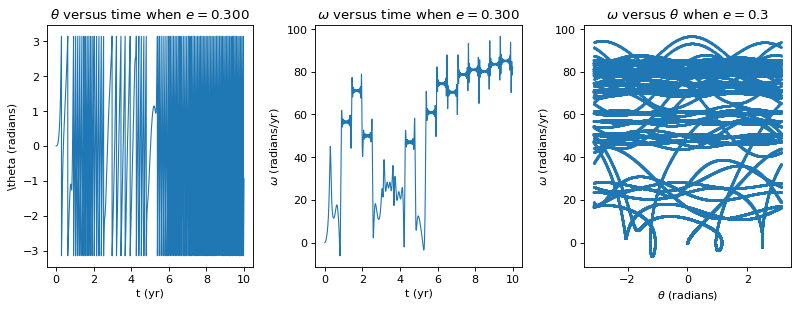 θ versus time when e = 0.300
\theta (radians)
3
2
1
0
−1
−2
−3
0 2 4 6 8 10
t (yr)
ω versus time when e = 0.300
ω (radians/yr)
100
80
60
40
20
0
0 2 4 6 8 10
t (yr)
ω versus θ when e = 0.3
ω (radians/yr)
100
80
60
40
20
0
−2 0 2
θ (radians)